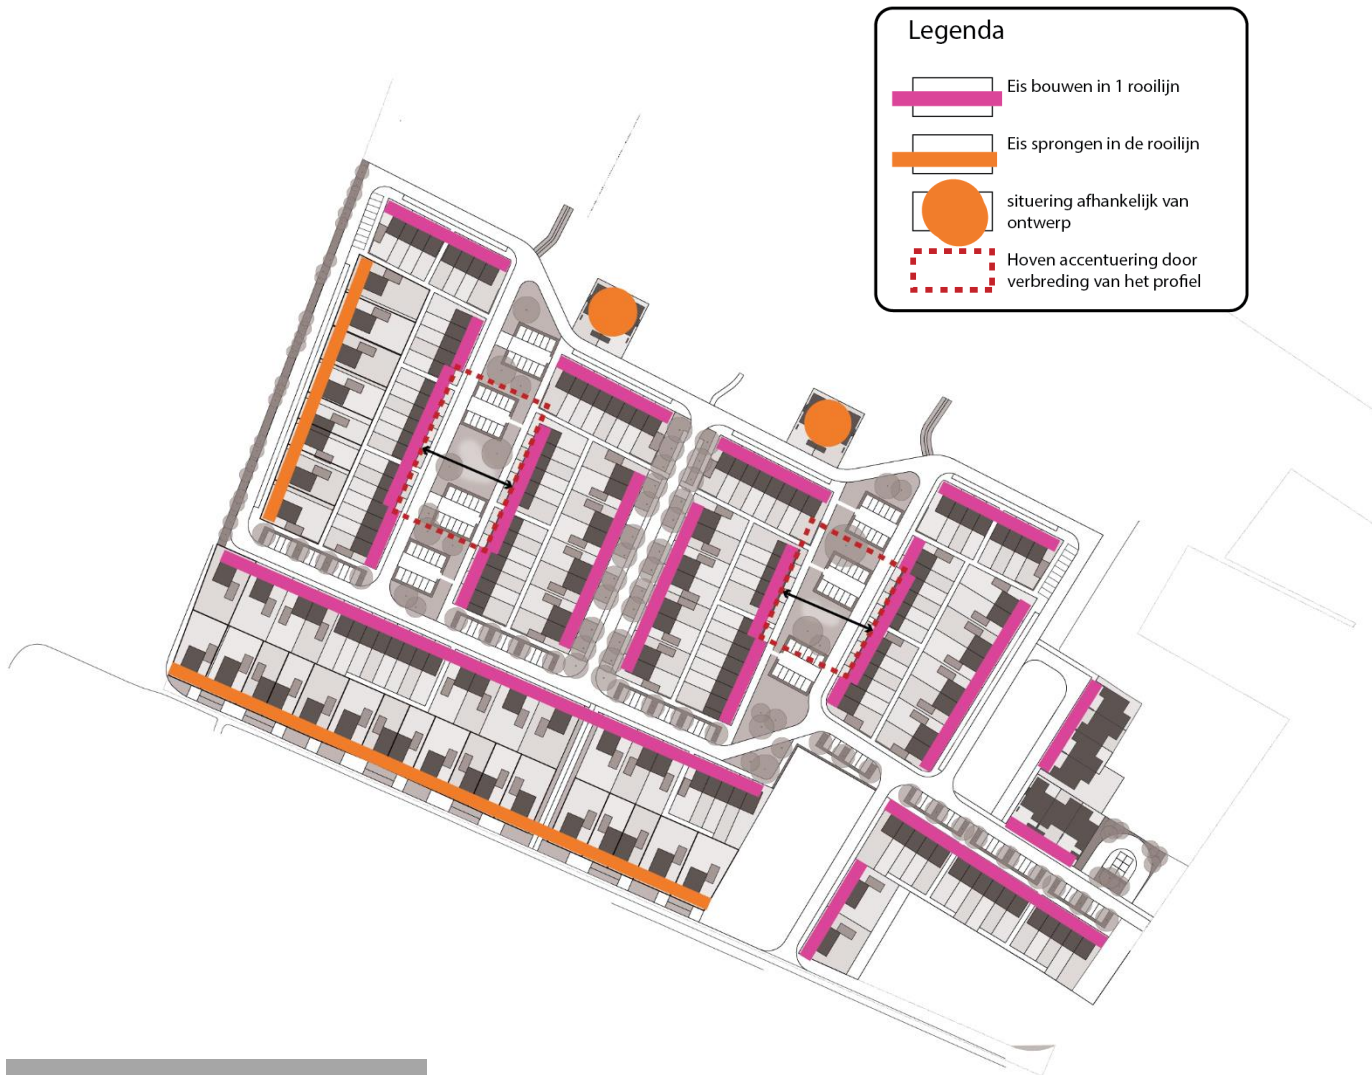 Legenda
Eis bouwen in 1 rooilijn
Eis sprongen in de rooilijn
situering afhankelijk van
ontwerp
Hoven accentuering door
verbreding van het profiel